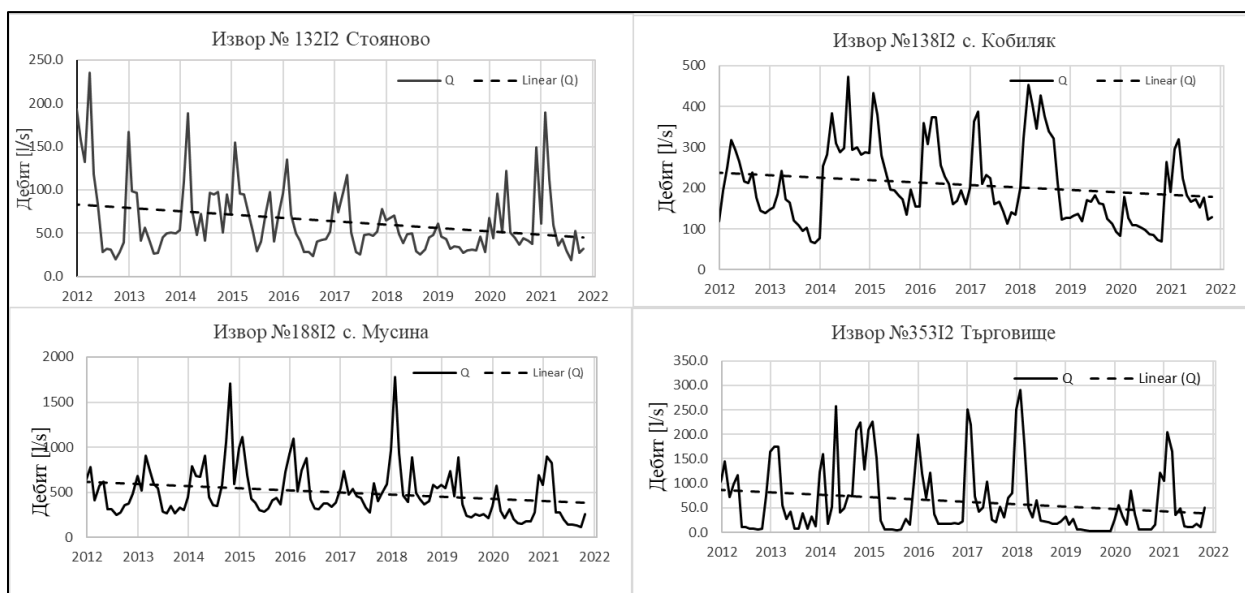 Извор № 132I2 Стояново
Дебит [l/s]
250.0
200.0
150.0
100.0
50.0
0.0
Q
Linear (Q)
2012 2013 2014 2015 2016 2017 2018 2019 2020 2021 2022
Извор №138I2 с. Кобиляк
Дебит [l/s]
500
400
300
200
100
0
Q
Linear (Q)
2012 2013 2014 2015 2016 2017 2018 2019 2020 2021 2022
Извор №188I2 с. Мусина
Дебит [l/s]
2000
1500
1000
500
0
Q
Linear (Q)
2012 2013 2014 2015 2016 2017 2018 2019 2020 2021 2022
Извор №353I2 Търговище
Дебит [l/s]
350.0
300.0
250.0
200.0
150.0
100.0
50.0
0.0
Q
Linear (Q)
2012 2013 2014 2015 2016 2017 2018 2019 2020 2021 2022